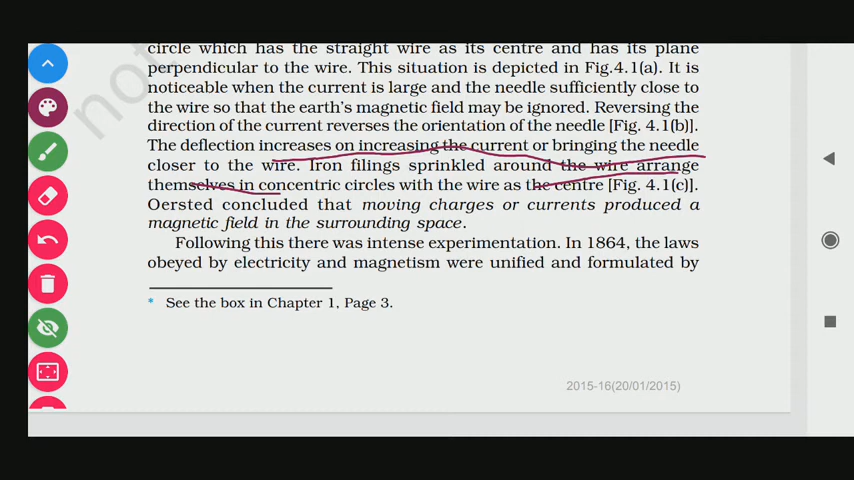 circle which has the straight wire as its centre and has its plane
perpendicular to the wire. This situation is depicted in Fig.4.1(a). It is
noticeable when the current is large and the needle sufficiently close to
the wire so that the earth's magnetic field may be ignored. Reversing the
direction of the current reverses the orientation of the needle [Fig. 4.1(b)].
The deflection increases on increasing the current or bringing the needle
closer to the wire. Iron filings sprinkled around the wire arrange
themselves in concentric circles with the wire as the centre [Fig. 4.1(c)].
Oersted concluded that moving charges or currents produced a
magnetic field in the surrounding space.
Following this there was intense experimentation. In 1864, the laws
obeyed by electricity and magnetism were unified and formulated by
* See the box in Chapter 1, Page 3.
2015-16(20/01/2015)
not